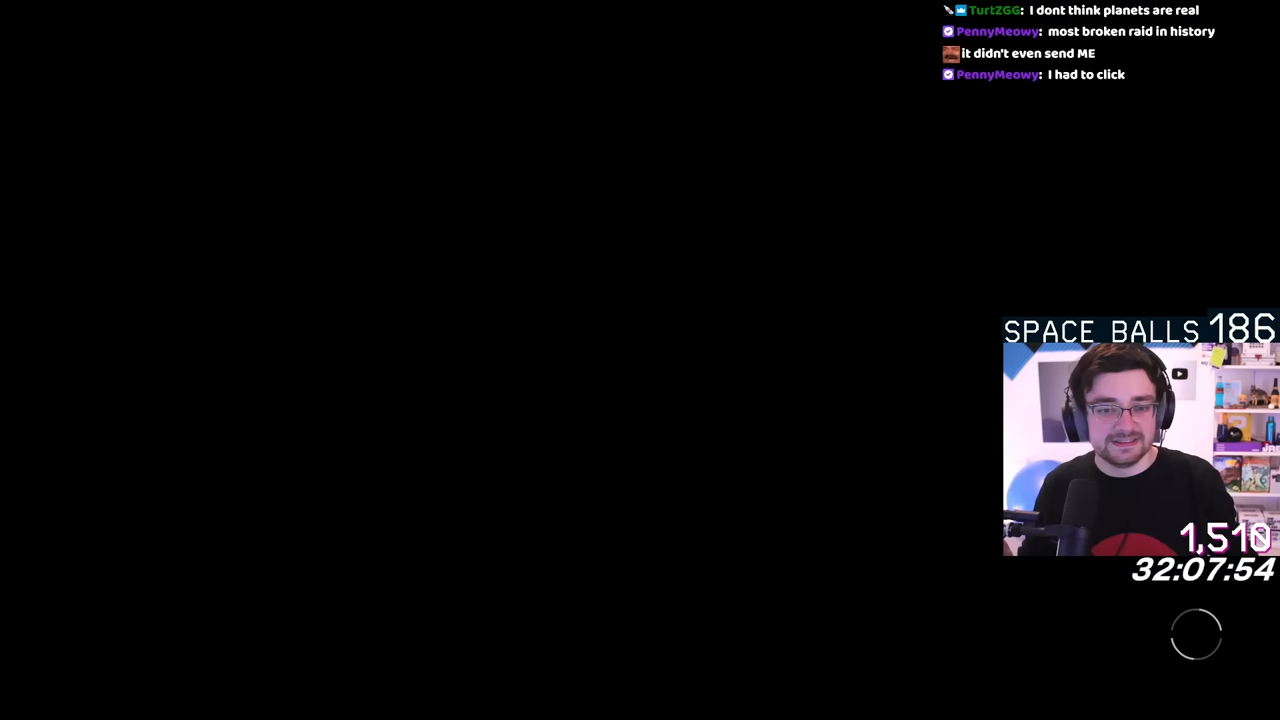 TurtZGG: I dont think planets are real
PennyMeowy: most broken raid in history
it didn't even send ME
PennyMeowy: I had to click
SPACE BALLS 186
1,510
32:07:54